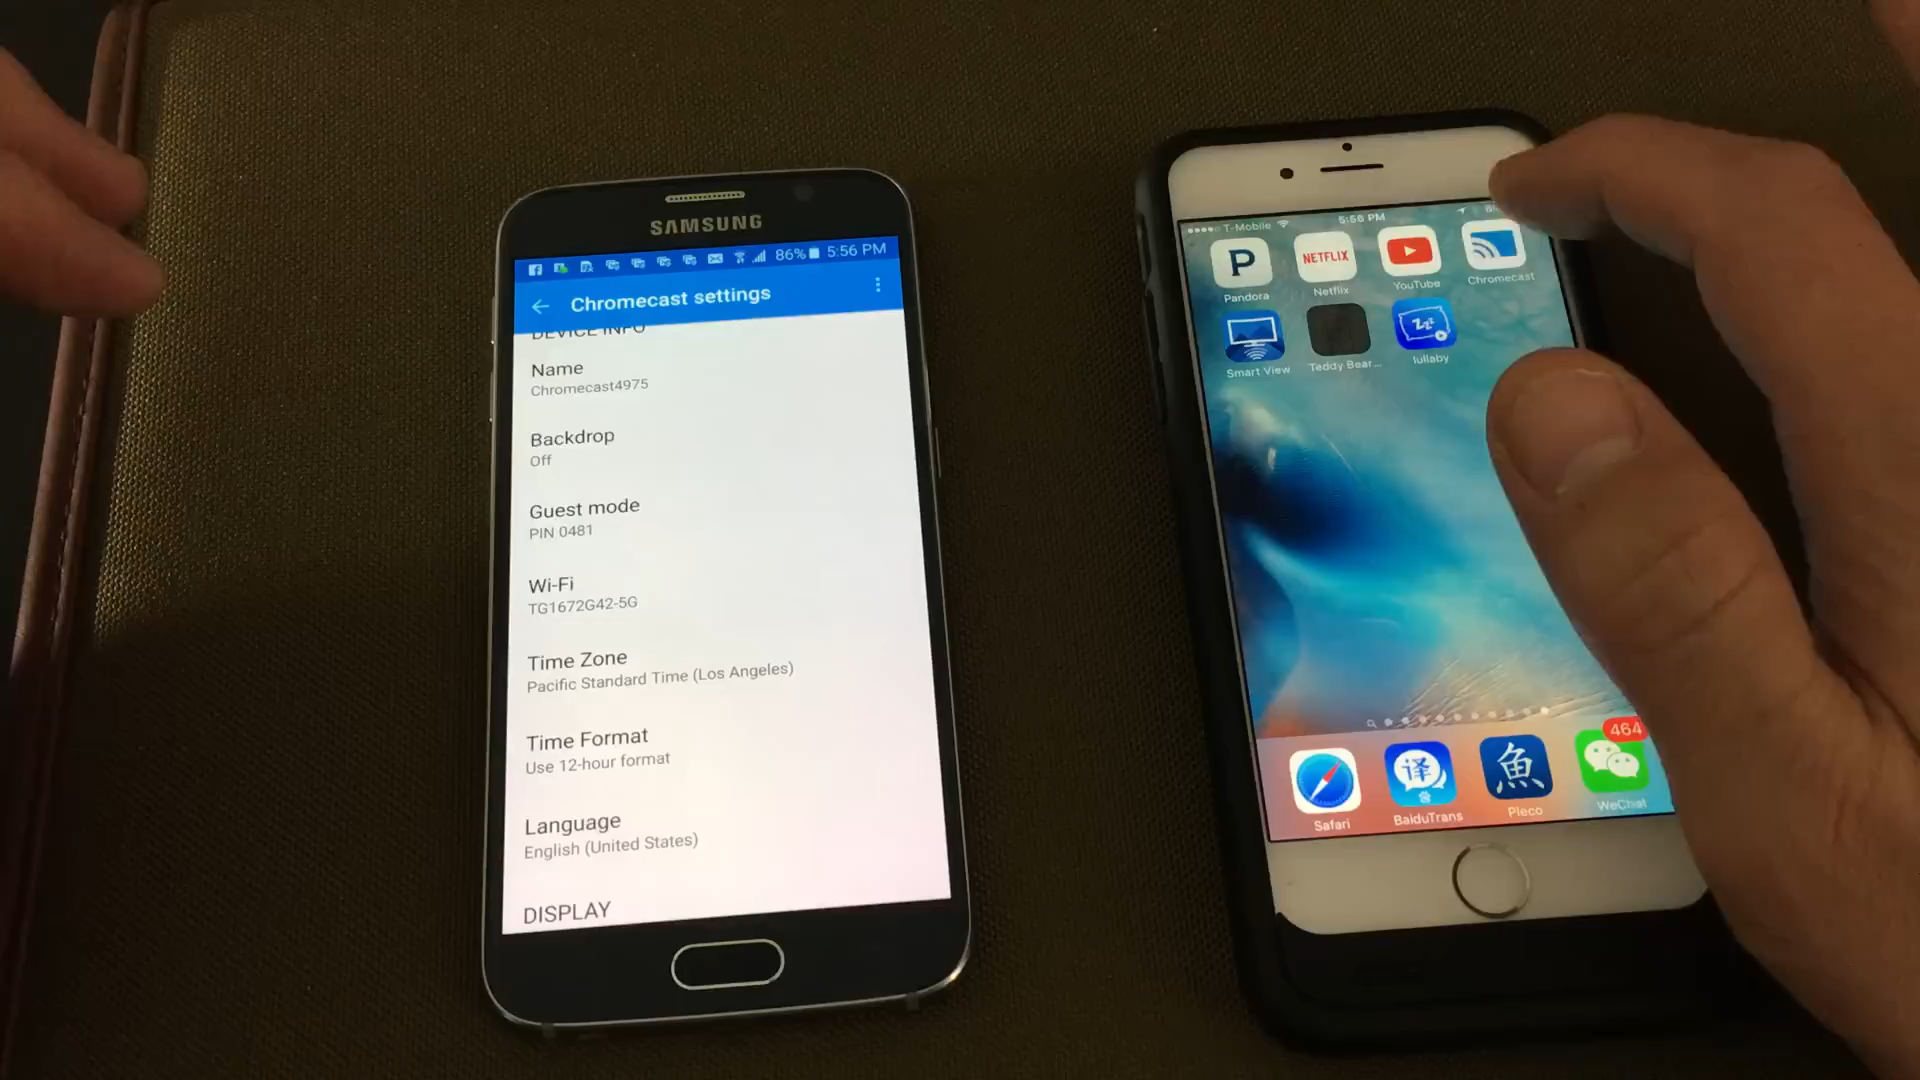 SAMSUNG
86% 5:56 PM
Chromecast settings
DEVICE INFO
Name
Chromecast4975
Backdrop
Off
Guest mode
PIN 0481
Wi-Fi
TG1672G42-5G
Time Zone
Pacific Standard Time (Los Angeles)
Time Format
Use 12-hour format
Language
English (United States)
DISPLAY
T-Mobile 5:56 PM
P
NETFLIX
Pandora Netflix YouTube Chromecast
Zzz
Smart View Teddy Bear... lullaby
464
译 魚
Safari BaiduTrans Pleco WeChat